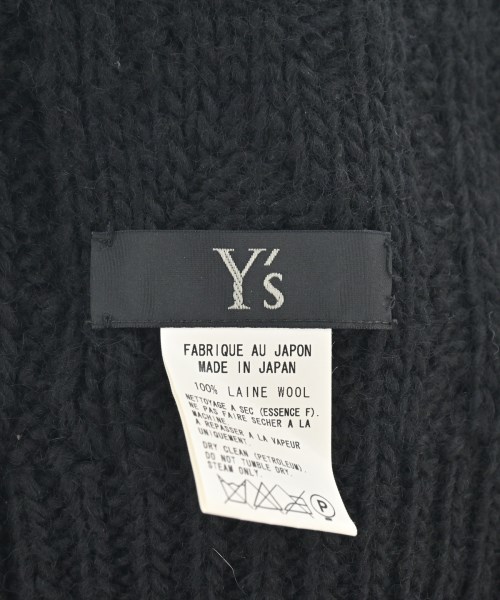 Y's
FABRIQUE AU JAPON
MADE IN JAPAN
100% LAINE WOOL
NETTOYAGE A SEC (ESSENCE F).
NE PAS FAIRE SECHER A LA
MACHINE
A REPASSER A LA VAPEUR
UNIQUEMENT
DRY CLEAN (PETROLEUM).
DO NOT TUMBLE DRY
STEAM ONLY
P